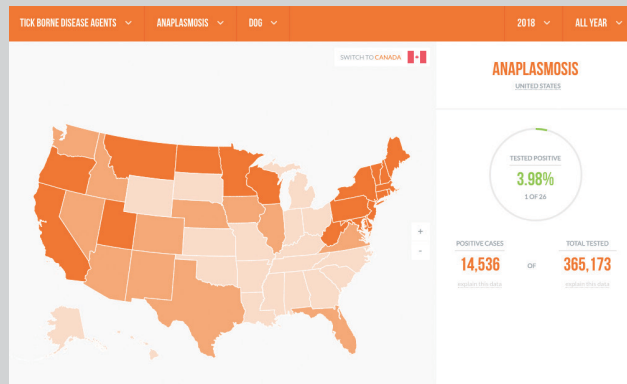 TICK BORNE DISEASE AGENTS ANAPLASMOSIS DOG 2018 ALL YEAR
SWITCH TO CANADA
ANAPLASMOSIS
UNITED STATES
TESTED POSITIVE
3.98%
1 OF 26
+
-
POSITIVE CASES TOTAL TESTED
14,536 OF 365,173
explain this data explain this data